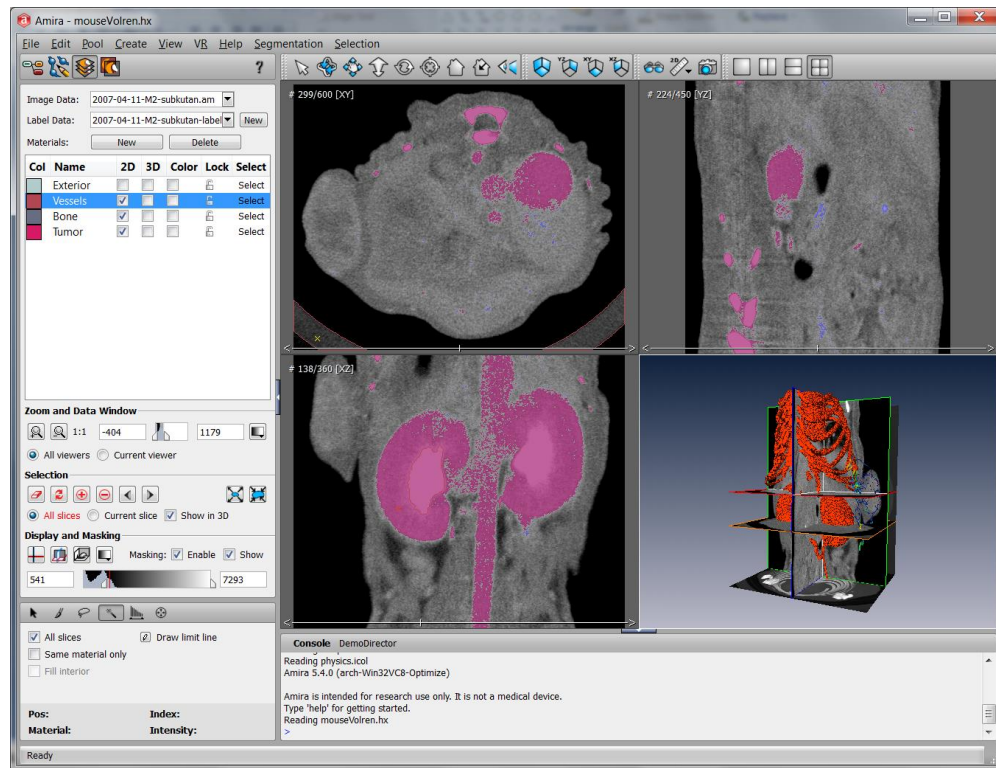 Amira - mouseVolren.hx
File Edit Pool Create View VR Help Segmentation Selection
?
YZ XY XZ 2D
Image Data: 2007-04-11-M2-subkutan.am
Label Data: 2007-04-11-M2-subkutan-label New
Materials: New Delete
Col Name 2D 3D Color Lock Select
Exterior Select
Vessels Select
Bone Select
Tumor Select
# 299/600 [XY]
# 224/450 [YZ]
# 138/360 [XZ]
Zoom and Data Window
1:1 -404 1179
All viewers Current viewer
Selection
All slices Current slice Show in 3D
Display and Masking
Masking: Enable Show
541 7293
All slices Draw limit line
Same material only
Fill interior
Pos: Index:
Material: Intensity:
Console DemoDirector
Reading physics.icol
Amira 5.4.0 (arch-Win32VC8-Optimize)
Amira is intended for research use only. It is not a medical device.
Type 'help' for getting started.
Reading mouseVolren.hx
>
Ready